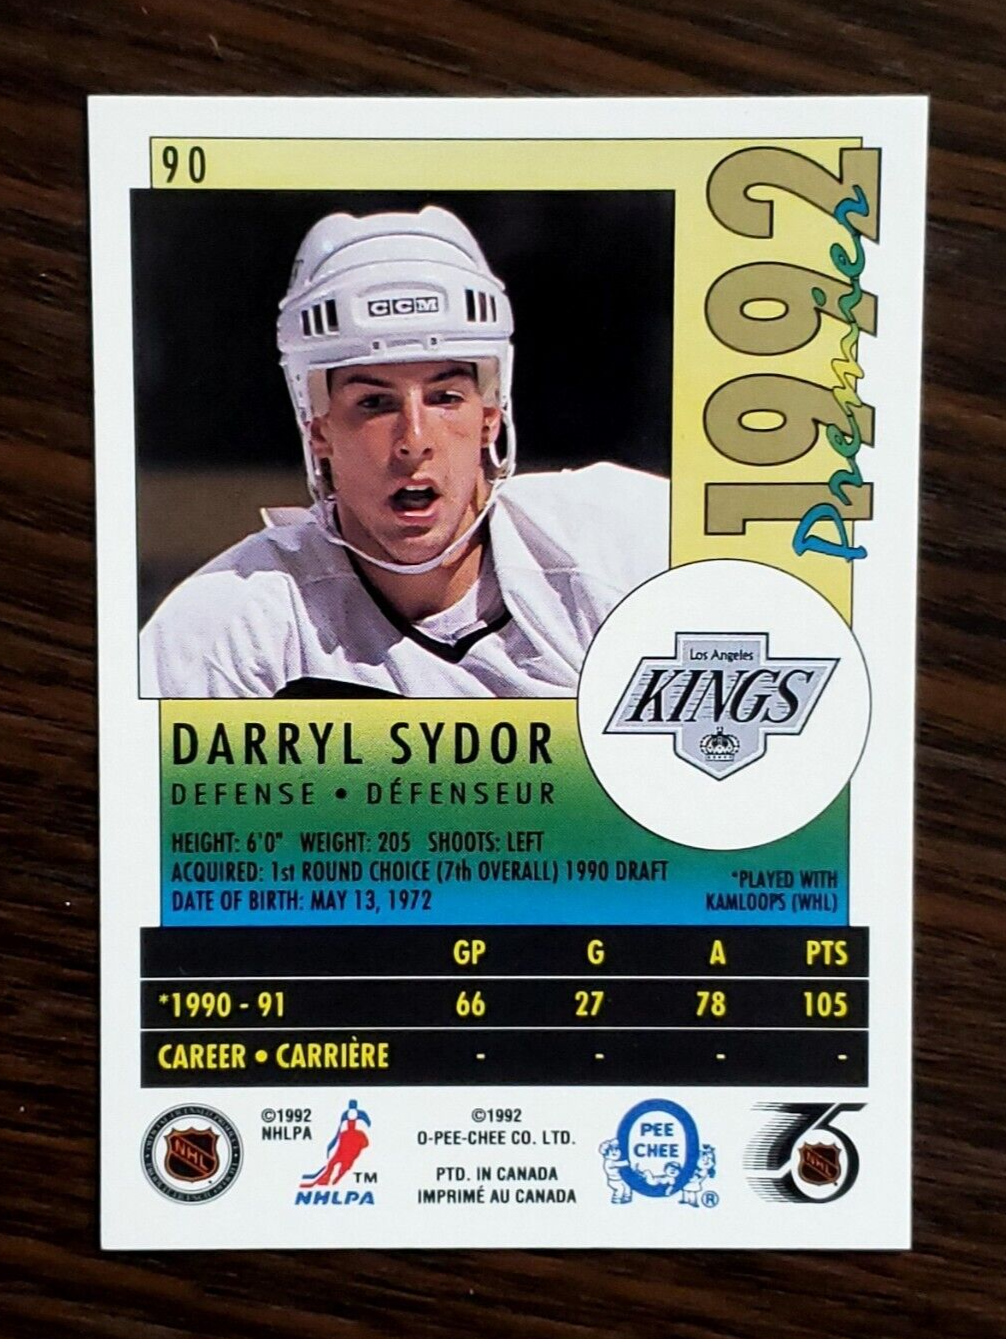 90
1992
Premier
CCM
Los Angeles
KINGS
DARRYL SYDOR
DEFENSE • DÉFENSEUR
HEIGHT: 6'0" WEIGHT: 205 SHOOTS: LEFT
ACQUIRED: 1st ROUND CHOICE (7th OVERALL) 1990 DRAFT
DATE OF BIRTH: MAY 13, 1972
*PLAYED WITH
KAMLOOPS (WHL)
GP G A PTS
*1990 - 91 66 27 78 105
CAREER • CARRIÈRE - - - -
NHL
©1992
NHLPA
TM
NHLPA
©1992
O-PEE-CHEE CO. LTD.
PTD. IN CANADA
IMPRIMÉ AU CANADA
O
PEE
CHEE
®
75
NHL